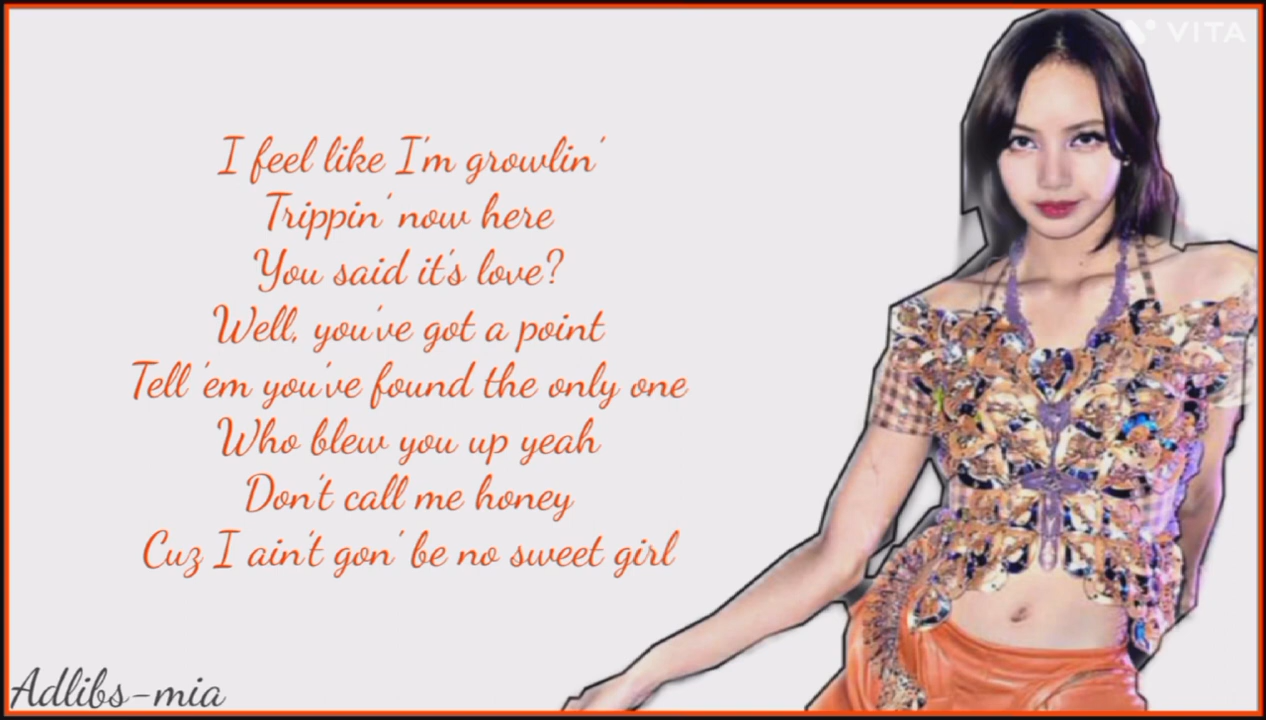 VITA
I feel like I'm growlin'
Trippin' now here
You said it's love?
Well, you've got a point
Tell 'em you've found the only one
Who blew you up yeah
Don't call me honey
Cuz I ain't gon' be no sweet girl
Adlibs-mia